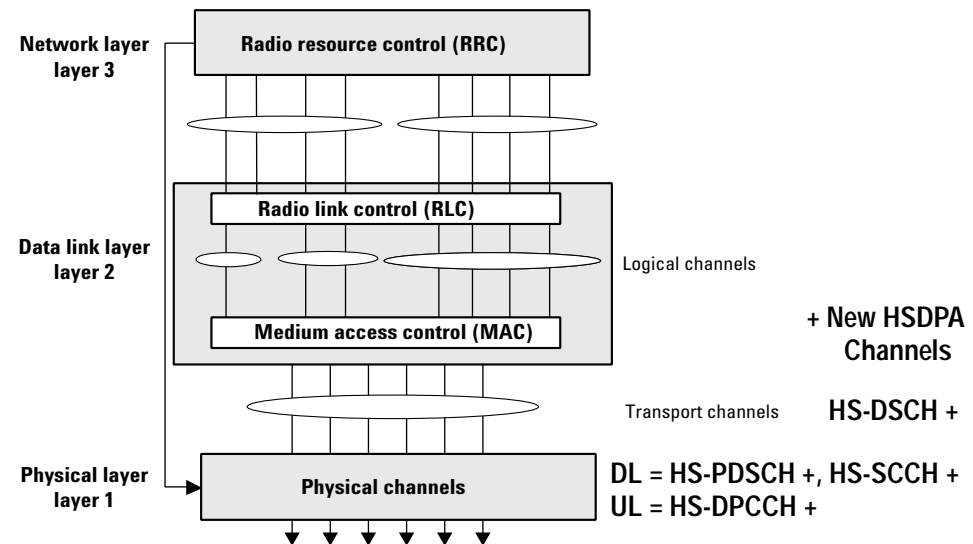 Network layer
layer 3
Radio resource control (RRC)
Radio link control (RLC)
Data link layer
layer 2
Logical channels
Medium access control (MAC)
+ New HSDPA
Channels
Transport channels
HS-DSCH +
Physical layer
layer 1
Physical channels
DL = HS-PDSCH +, HS-SCCH +
UL = HS-DPCCH +